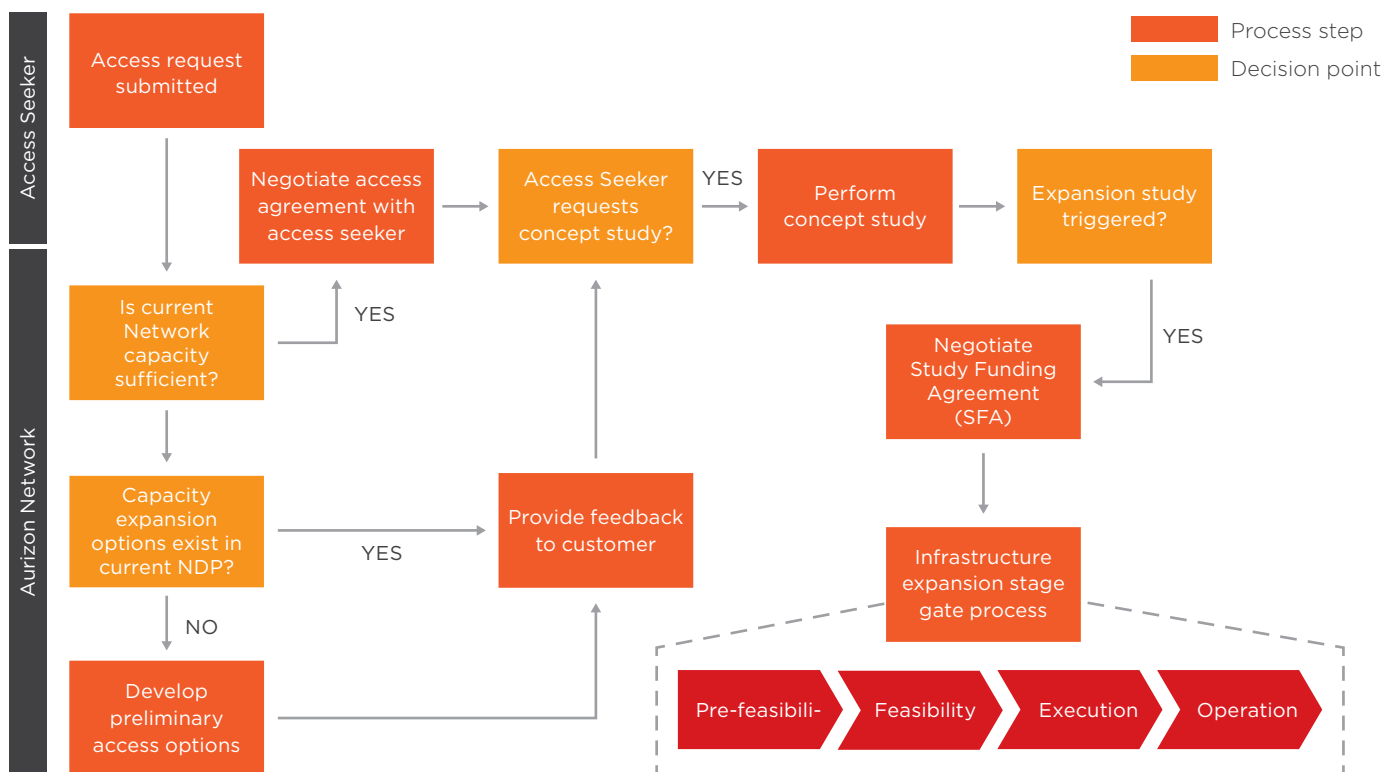 Access Seeker
Aurizon Network
Process step
Decision point
Access request
submitted
Negotiate access
agreement with
access seeker
Access Seeker
requests
concept study?
YES
Perform
concept study
Expansion study
triggered?
Is current
Network
capacity
sufficient?
YES
YES
Negotiate
Study Funding
Agreement
(SFA)
Capacity
expansion
options exist in
current NDP?
YES
Provide feedback
to customer
Infrastructure
expansion stage
gate process
NO
Develop
preliminary
access options
Pre-feasibili-
Feasibility
Execution
Operation